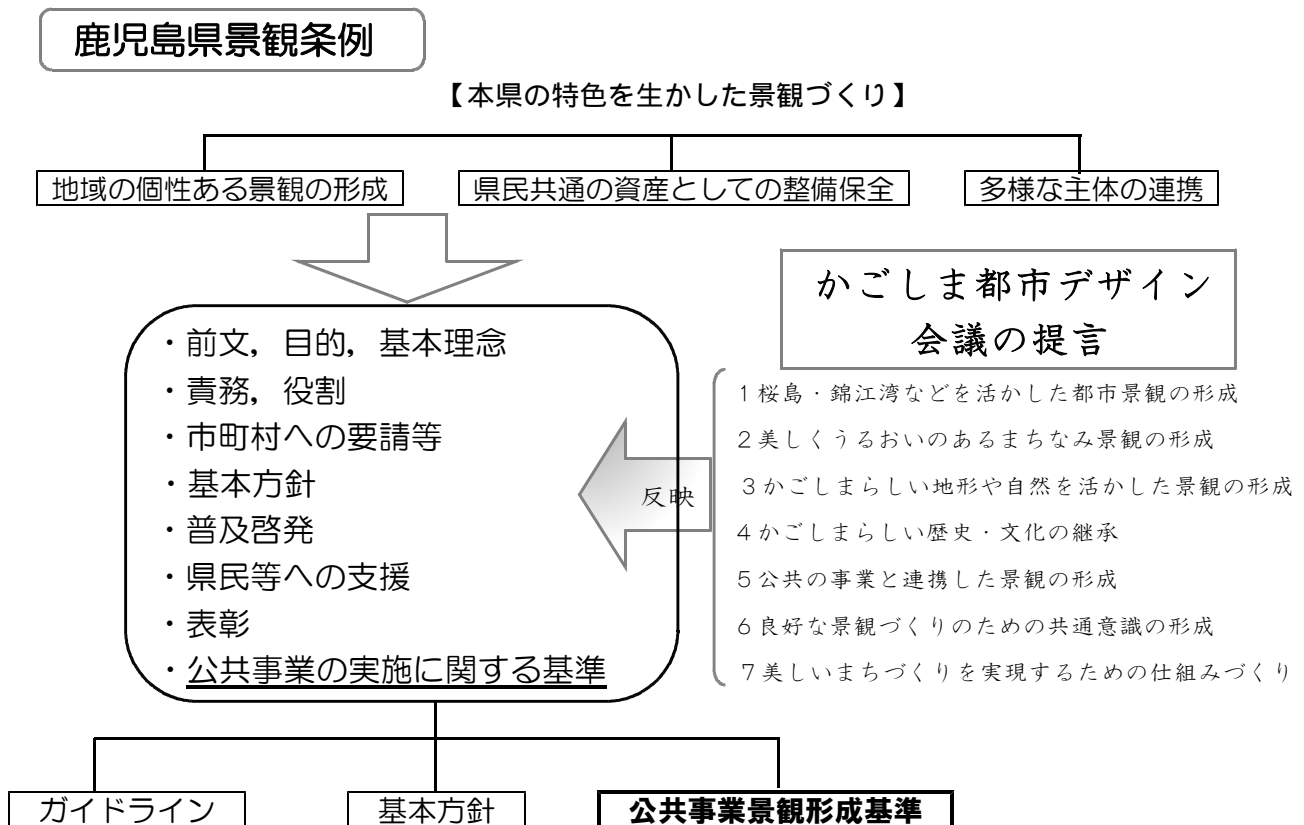 鹿児島県景観条例
【本県の特色を生かした景観づくり】
地域の個性ある景観の形成
県民共通の資産としての整備保全
多様な主体の連携
かごしま都市デザイン
会議の提言
・前文，目的，基本理念
・責務，役割
・市町村への要請等
・基本方針
・普及啓発
・県民等への支援
・表彰
・公共事業の実施に関する基準
反映
1桜島・錦江湾などを活かした都市景観の形成
2美しくうるおいのあるまちなみ景観の形成
3かごしまらしい地形や自然を活かした景観の形成
4かごしまらしい歴史・文化の継承
5公共の事業と連携した景観の形成
6良好な景観づくりのための共通意識の形成
7美しいまちづくりを実現するための仕組みづくり
ガイドライン
基本方針
公共事業景観形成基準